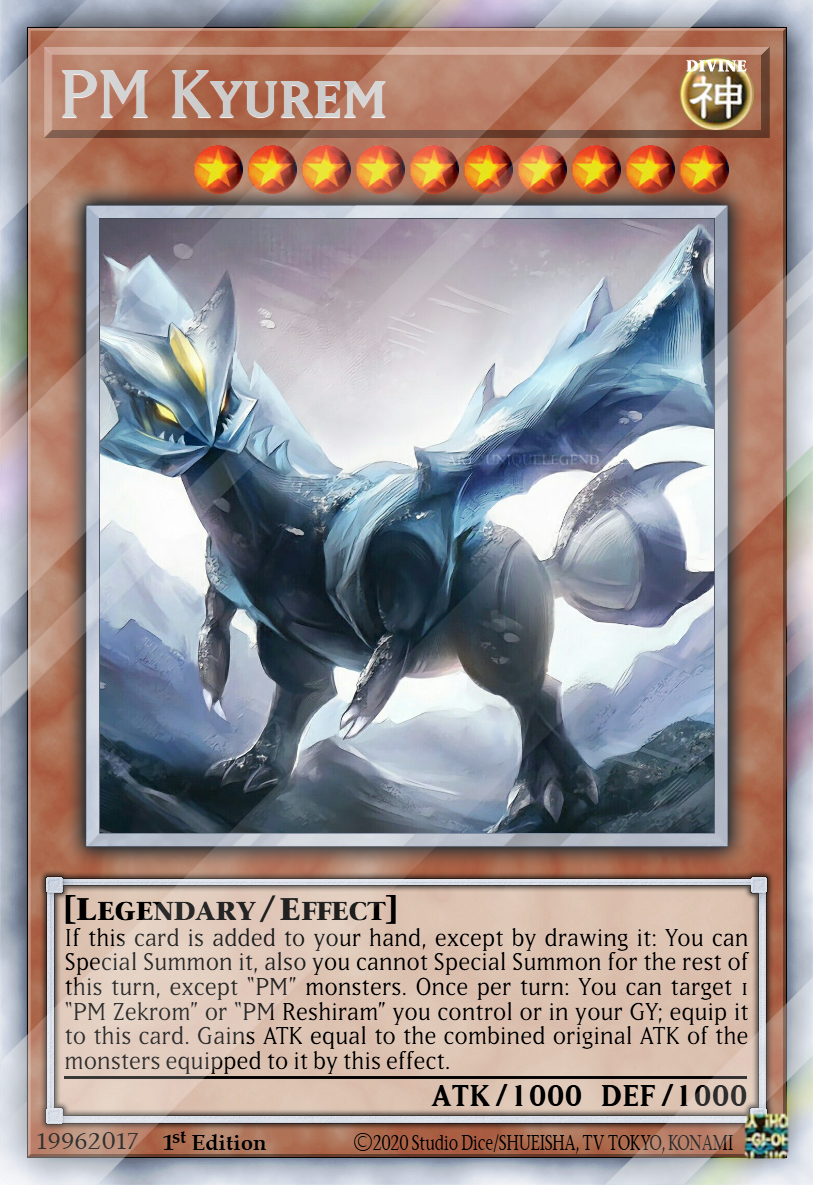 PM Kyurem
DIVINE
神
[Legendary / Effect]
If this card is added to your hand, except by drawing it: You can
Special Summon it, also you cannot Special Summon for the rest of
this turn, except "PM" monsters. Once per turn: You can target 1
"PM Zekrom" or "PM Reshiram" you control or in your GY; equip it
to this card. Gains ATK equal to the combined original ATK of the
monsters equipped to it by this effect.
ATK / 1000 DEF / 1000
19962017 1st Edition ©2020 Studio Dice/SHUEISHA, TV TOKYO, KONAMI